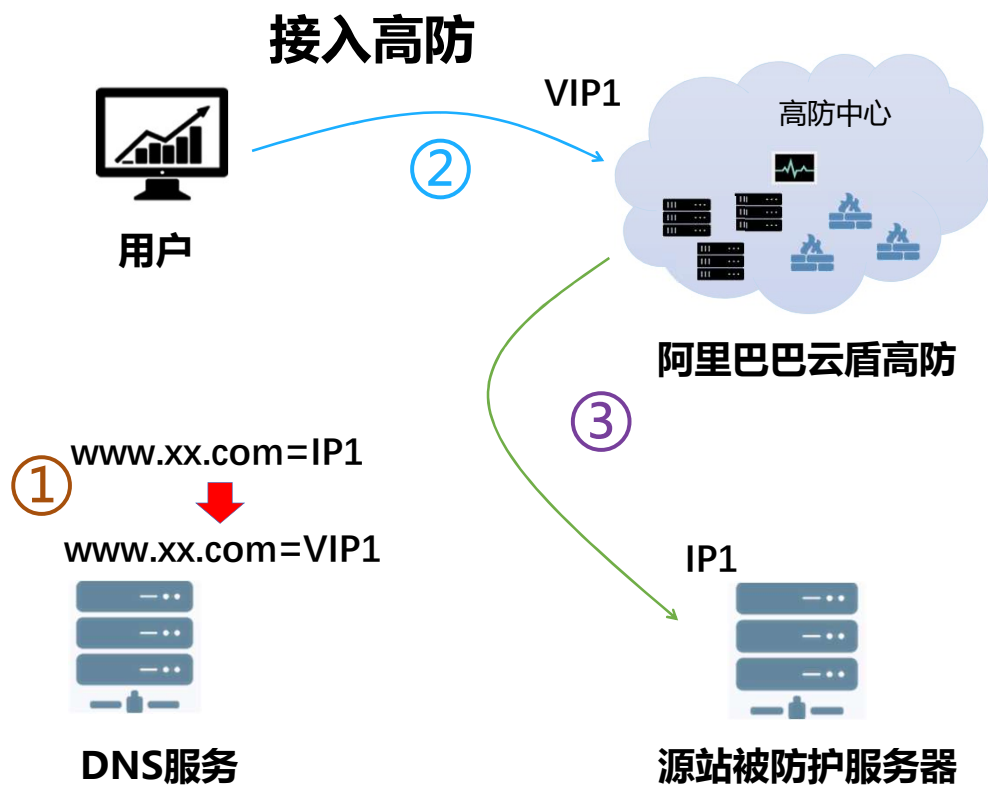 接入高防
VIP1
高防中心
②
用户
阿里巴巴云盾高防
③
www.xx.com=IP1
①
www.xx.com=VIP1
IP1
DNS服务
源站被防护服务器